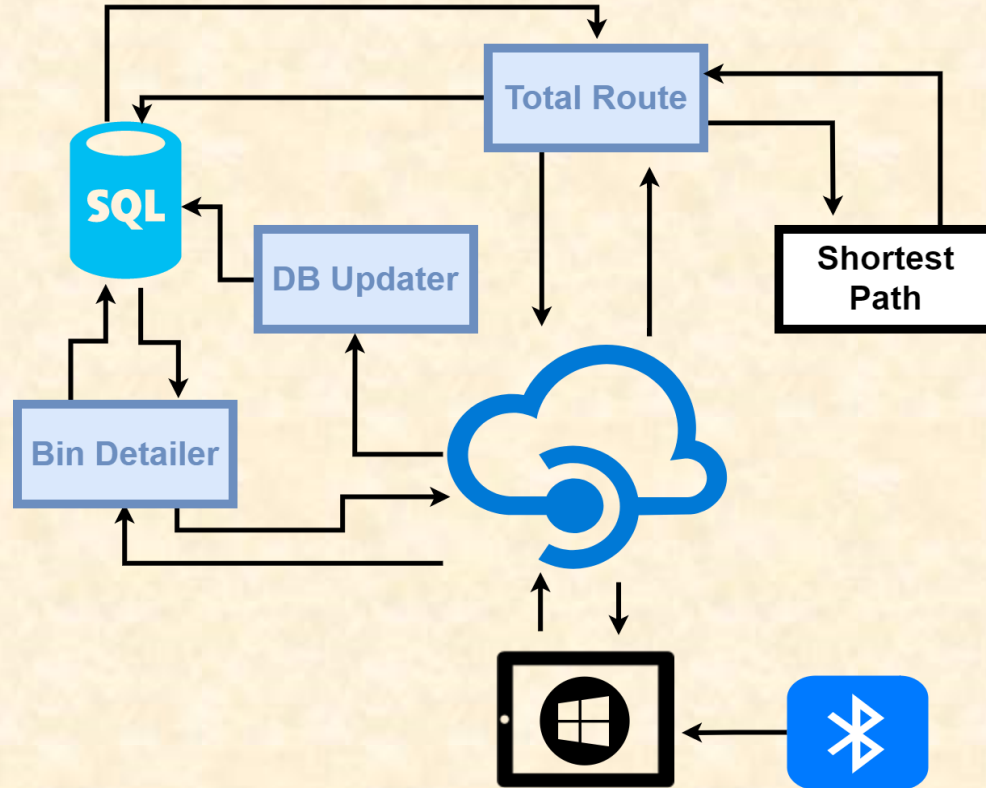 Total Route
SQL
DB Updater
Shortest
Path
Bin Detailer